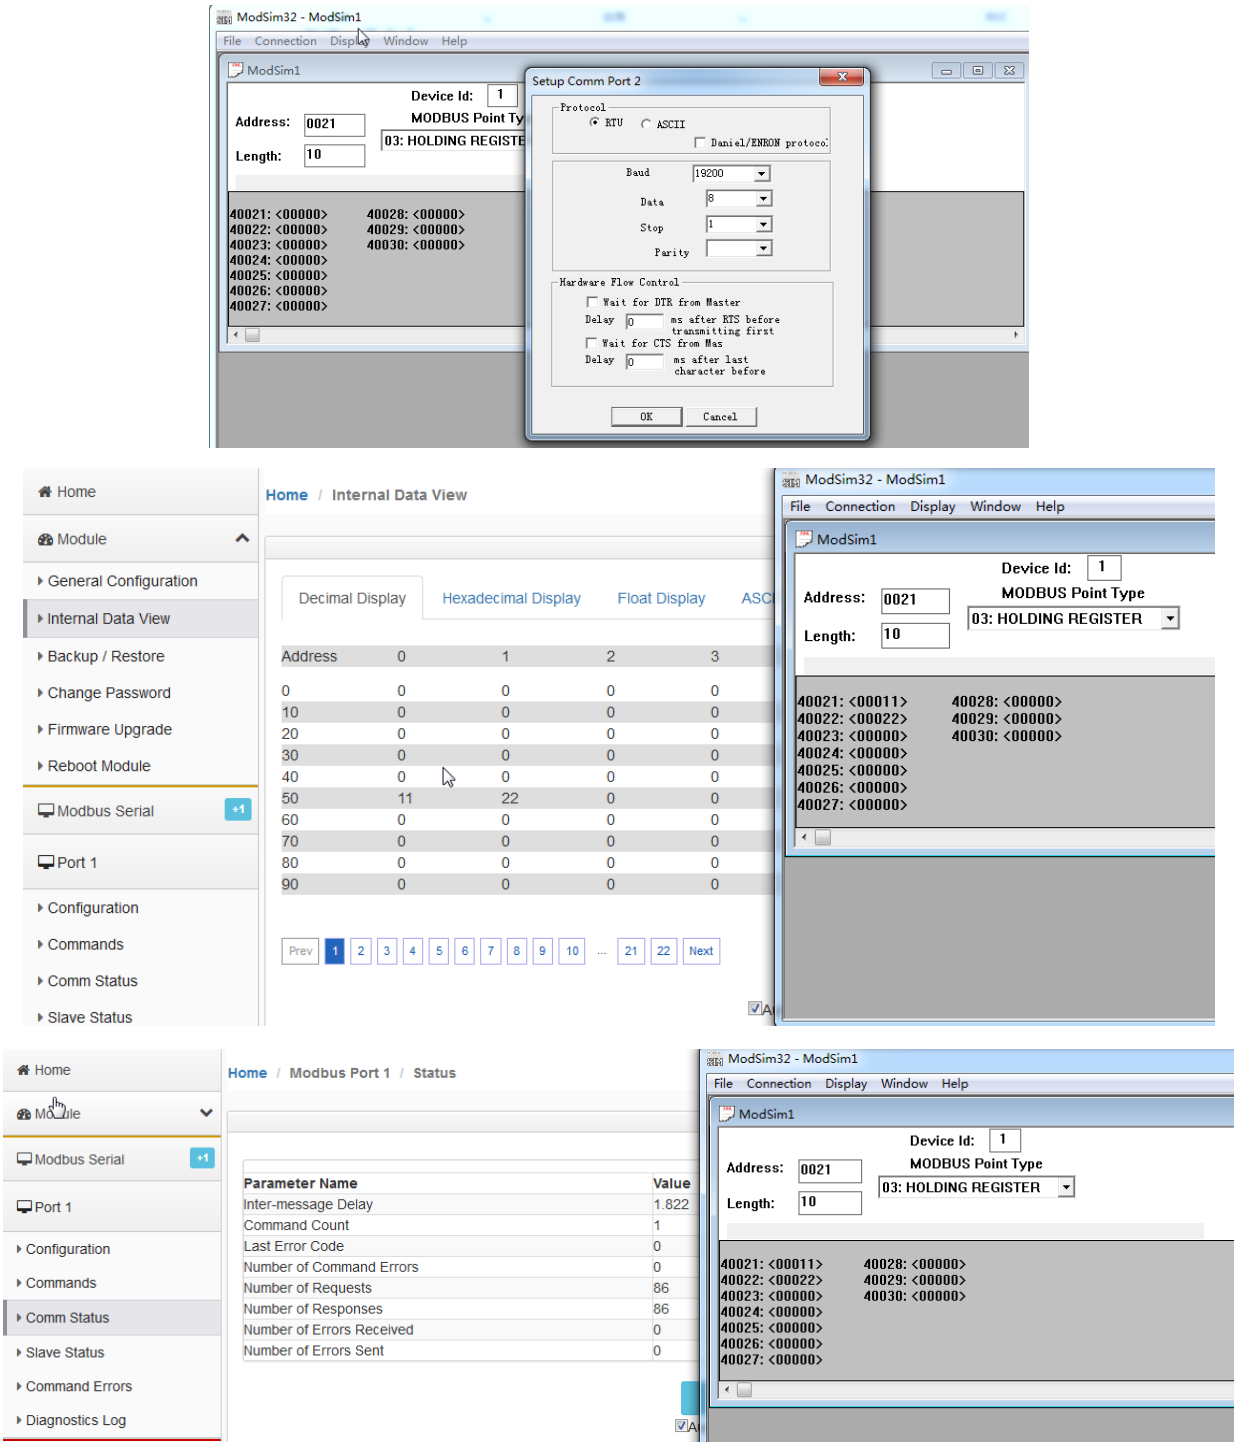 ModSim32 - ModSim1
File Connection Display Window Help
ModSim1
Device Id: 1
Address: 0021
MODBUS Point Ty
03: HOLDING REGISTE
Length: 10
40021: <00000> 40028: <00000>
40022: <00000> 40029: <00000>
40023: <00000> 40030: <00000>
40024: <00000>
40025: <00000>
40026: <00000>
40027: <00000>
Setup Comm Port 2
Protocol
RTU ASCII
Daniel/ENRON protocol
Baud 19200
Data 8
Stop 1
Parity
Hardware Flow Control
Wait for DTR from Master
Delay 0 ms after RTS before
transmitting first
Wait for CTS from Mas
Delay 0 ms after last
character before
OK Cancel
Home
Module
General Configuration
Internal Data View
Backup / Restore
Change Password
Firmware Upgrade
Reboot Module
Modbus Serial +1
Port 1
Configuration
Commands
Comm Status
Slave Status
Home / Internal Data View
Decimal Display Hexadecimal Display Float Display ASCI
Address 0 1 2 3
0 0 0 0 0
10 0 0 0 0
20 0 0 0 0
30 0 0 0 0
40 0 0 0 0
50 11 22 0 0
60 0 0 0 0
70 0 0 0 0
80 0 0 0 0
90 0 0 0 0
Prev 1 2 3 4 5 6 7 8 9 10 ... 21 22 Next
A
ModSim32 - ModSim1
File Connection Display Window Help
ModSim1
Device Id: 1
Address: 0021
MODBUS Point Type
03: HOLDING REGISTER
Length: 10
40021: <00011> 40028: <00000>
40022: <00022> 40029: <00000>
40023: <00000> 40030: <00000>
40024: <00000>
40025: <00000>
40026: <00000>
40027: <00000>
Home
Module
Modbus Serial +1
Port 1
Configuration
Commands
Comm Status
Slave Status
Command Errors
Diagnostics Log
Home / Modbus Port 1 / Status
Parameter Name Value
Inter-message Delay 1.822
Command Count 1
Last Error Code 0
Number of Command Errors 0
Number of Requests 86
Number of Responses 86
Number of Errors Received 0
Number of Errors Sent 0
A
ModSim32 - ModSim1
File Connection Display Window Help
ModSim1
Device Id: 1
Address: 0021
MODBUS Point Type
03: HOLDING REGISTER
Length: 10
40021: <00011> 40028: <00000>
40022: <00022> 40029: <00000>
40023: <00000> 40030: <00000>
40024: <00000>
40025: <00000>
40026: <00000>
40027: <00000>